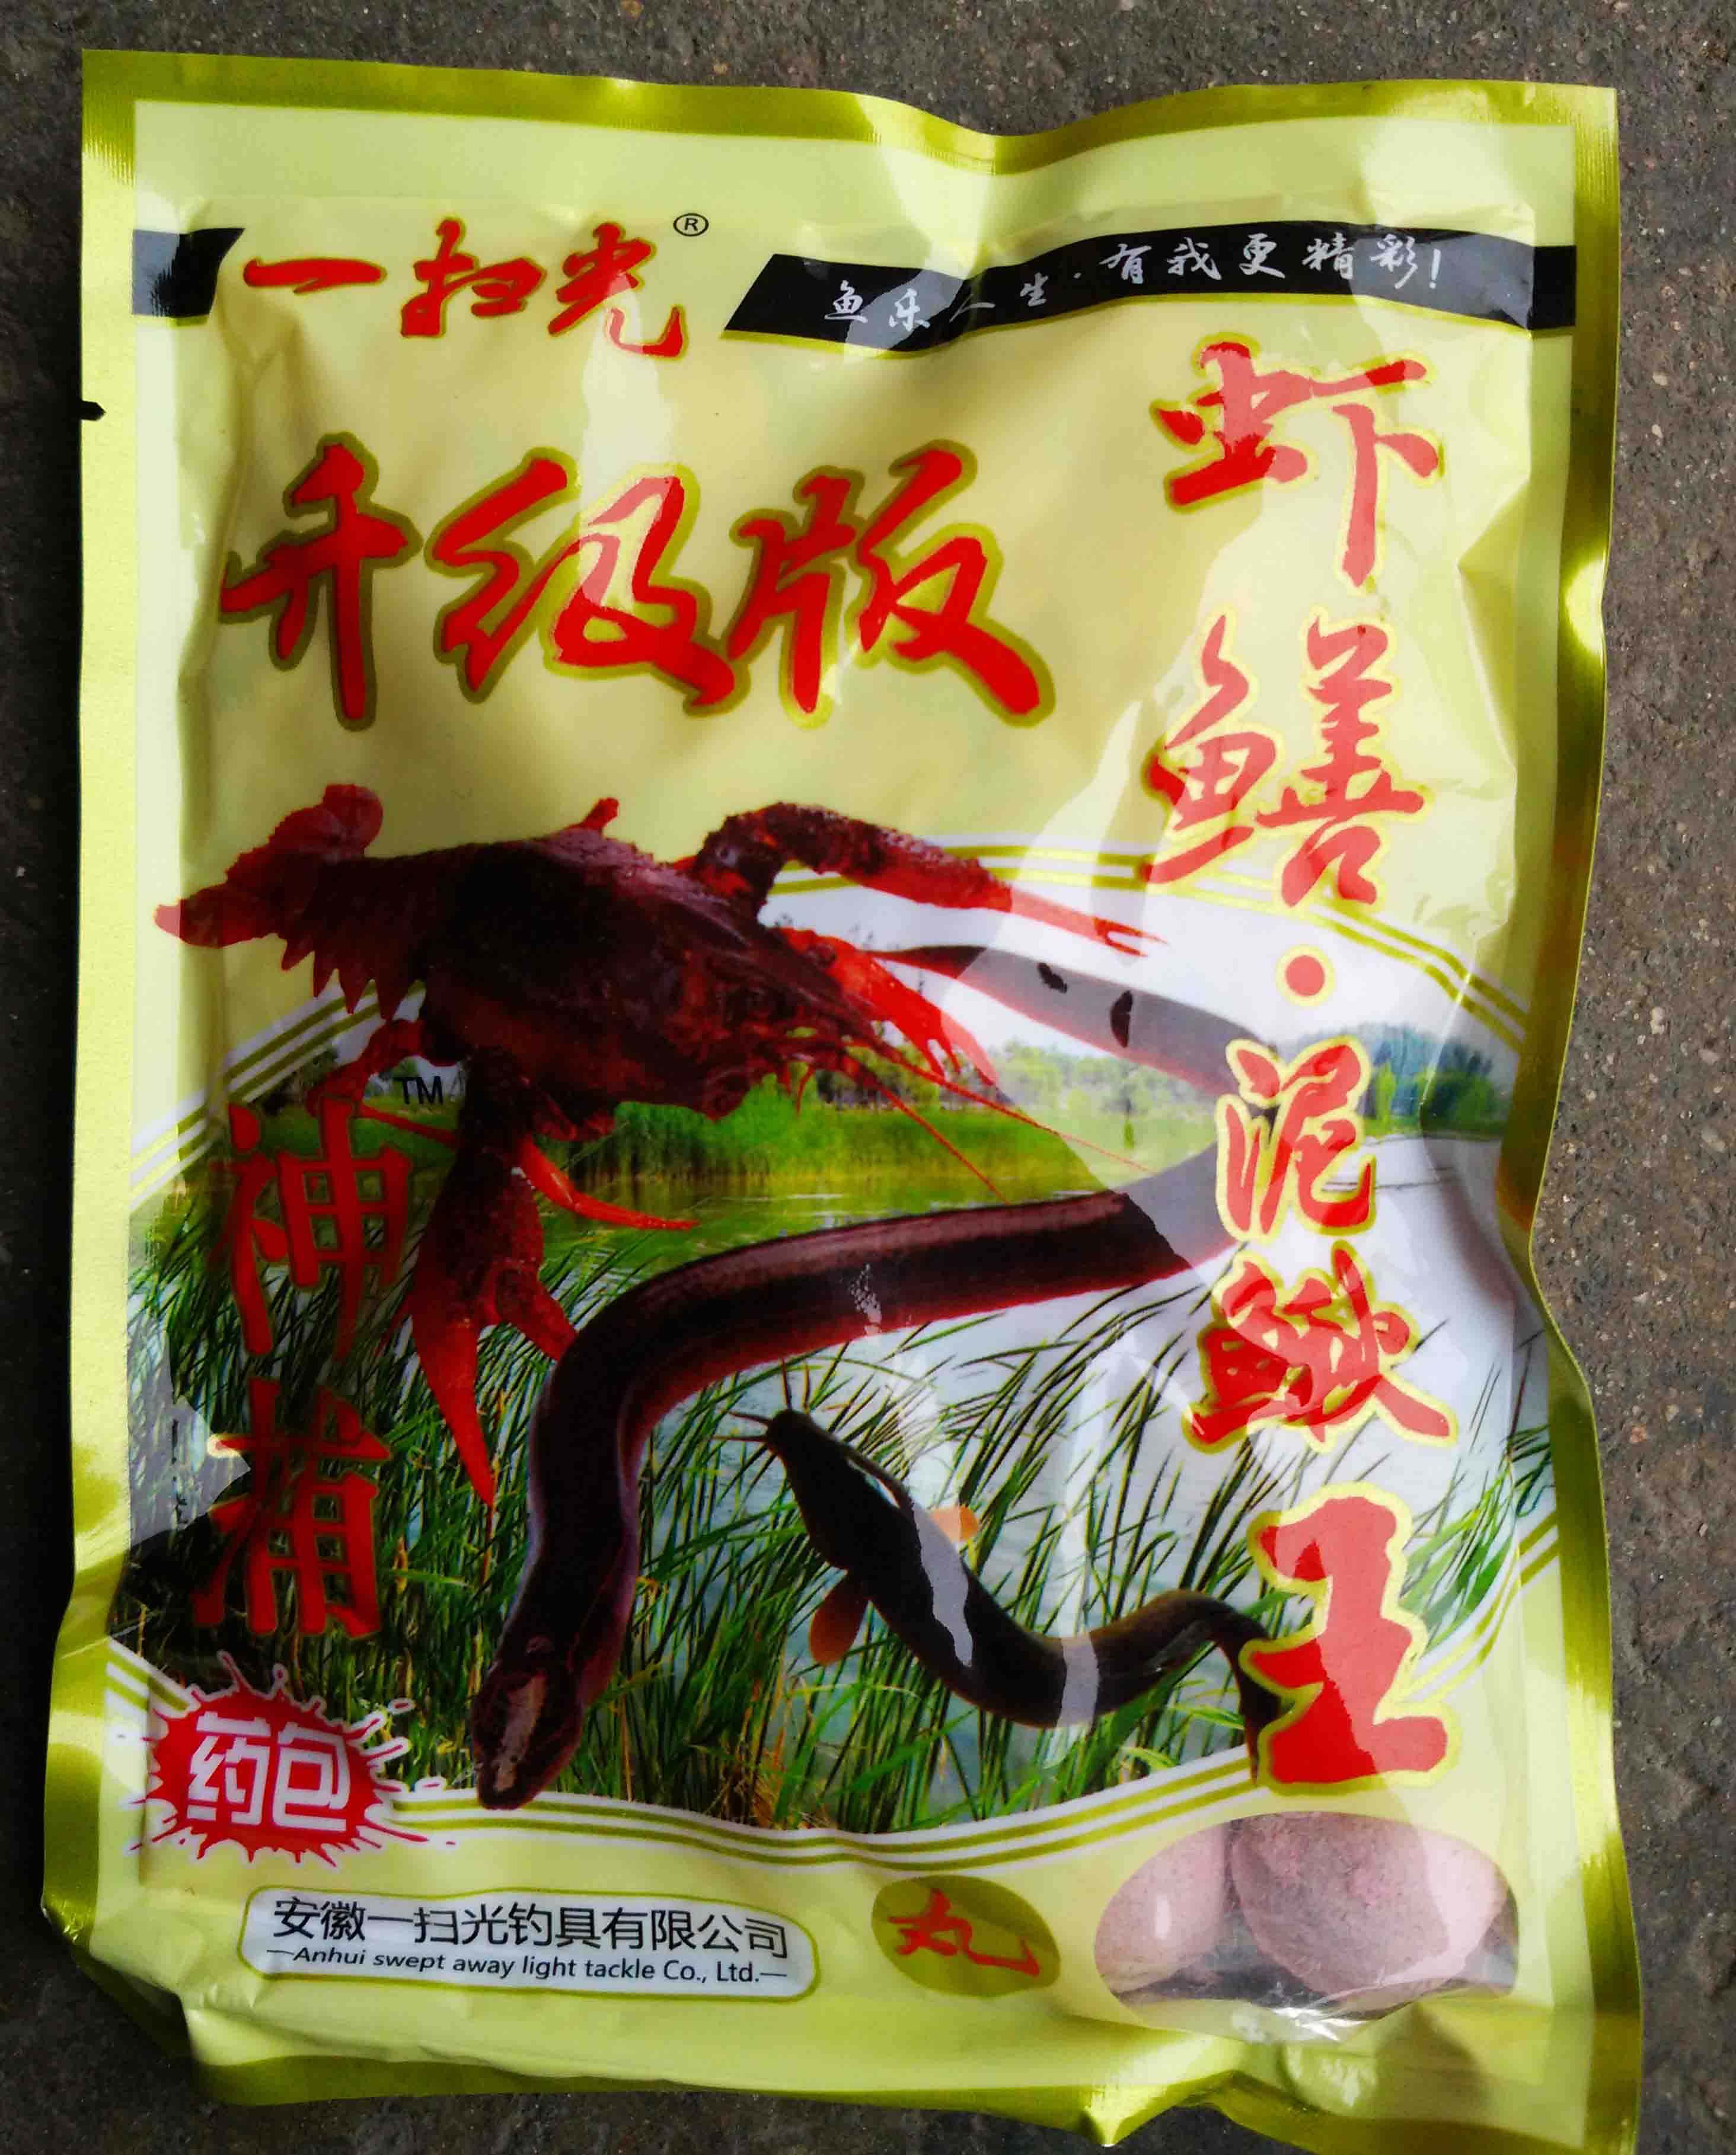 一扫光®
鱼乐人生·有我更精彩!
升级版
虾鳝·泥鳅王
TM
神捕
药包
安徽一扫光钓具有限公司
—Anhui swept away light tackle Co., Ltd.—
丸